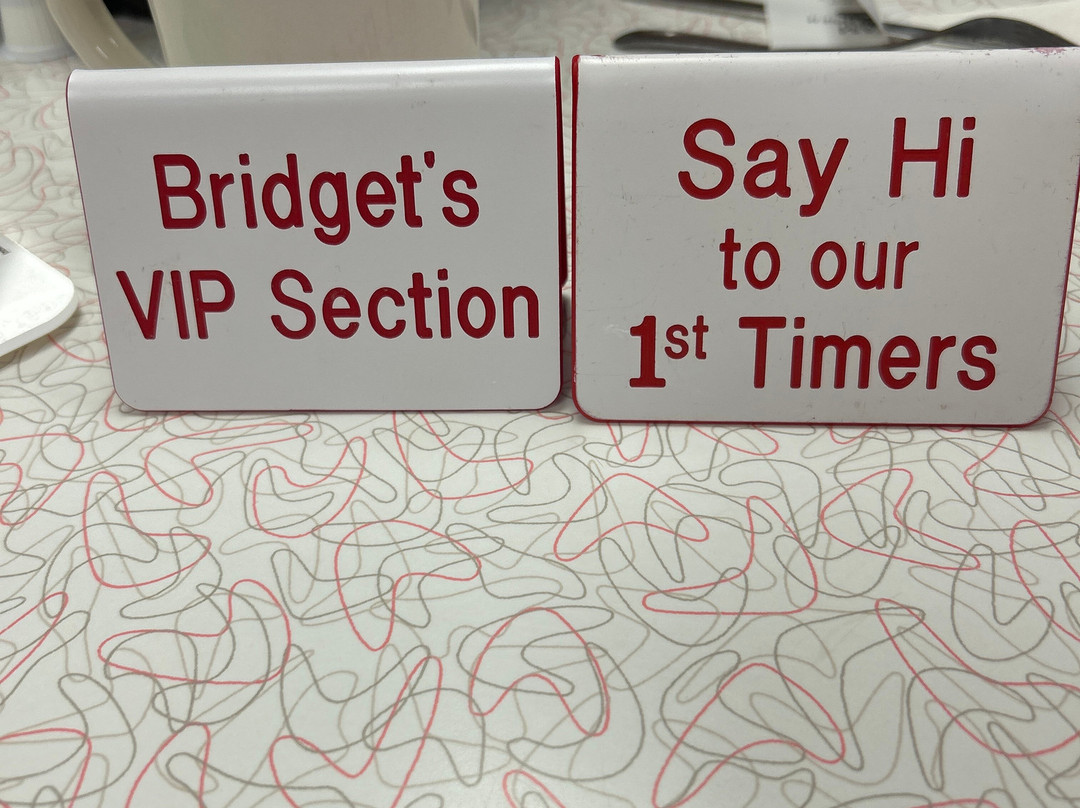 Bridget's
VIP Section
Say Hi
to our
1st Timers